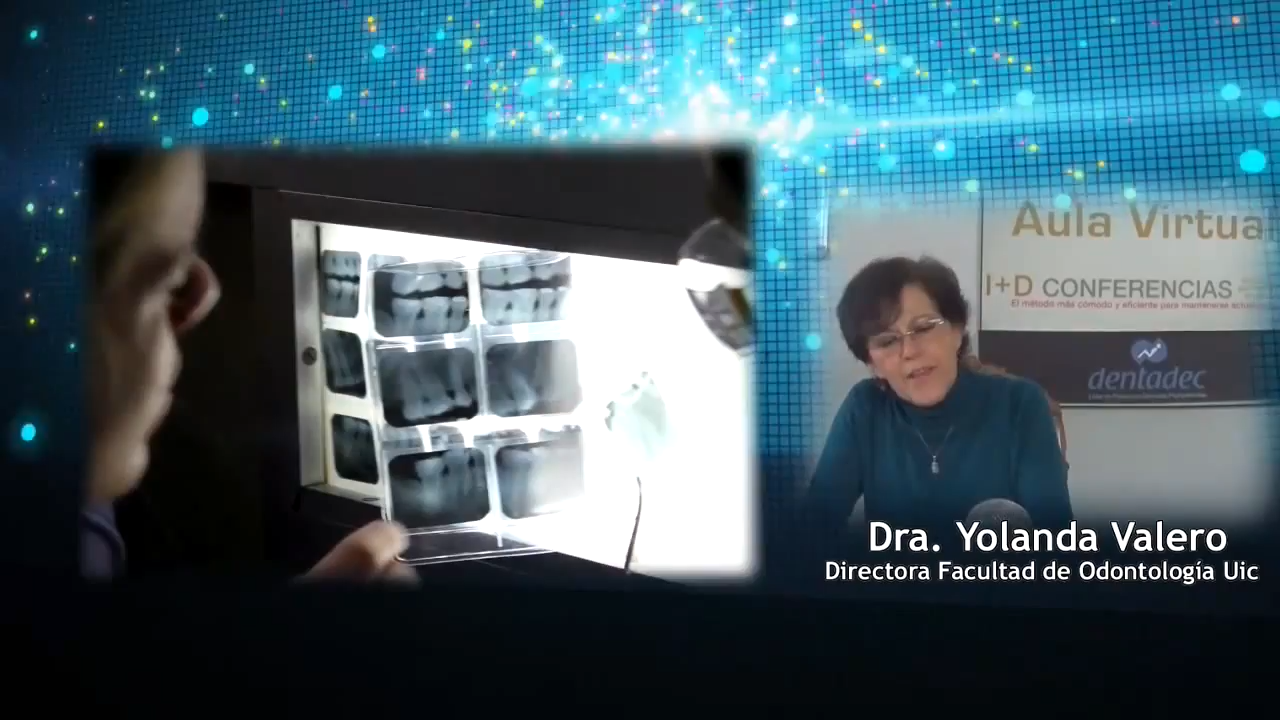 Aula Virtua
I+D CONFERENCIAS
El método más cómodo y eficiente para mantenerse actua
dentadec
Dra. Yolanda Valero
Directora Facultad de Odontología Uic